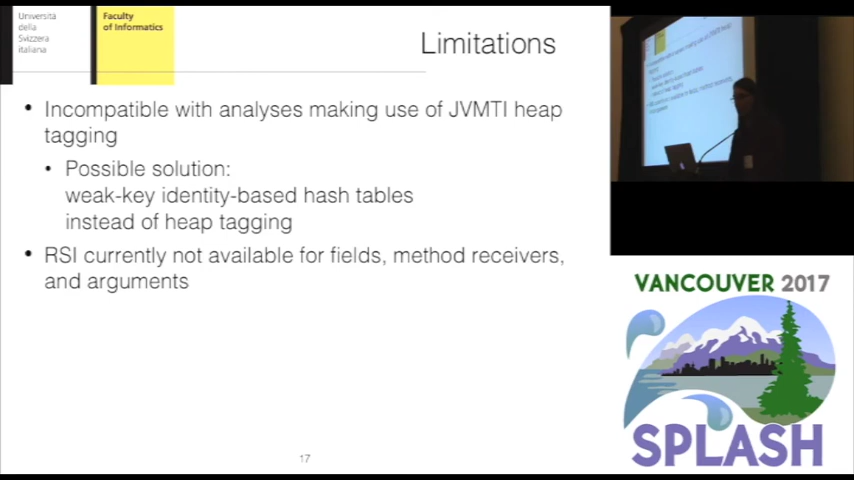 Università
della
Svizzera
italiana
Faculty
of Informatics
Limitations
• Incompatible with analyses making use of JVMTI heap
tagging
• Possible solution:
weak-key identity-based hash tables
instead of heap tagging
• RSI currently not available for fields, method receivers,
and arguments
17
VANCOUVER 2017
SPLASH